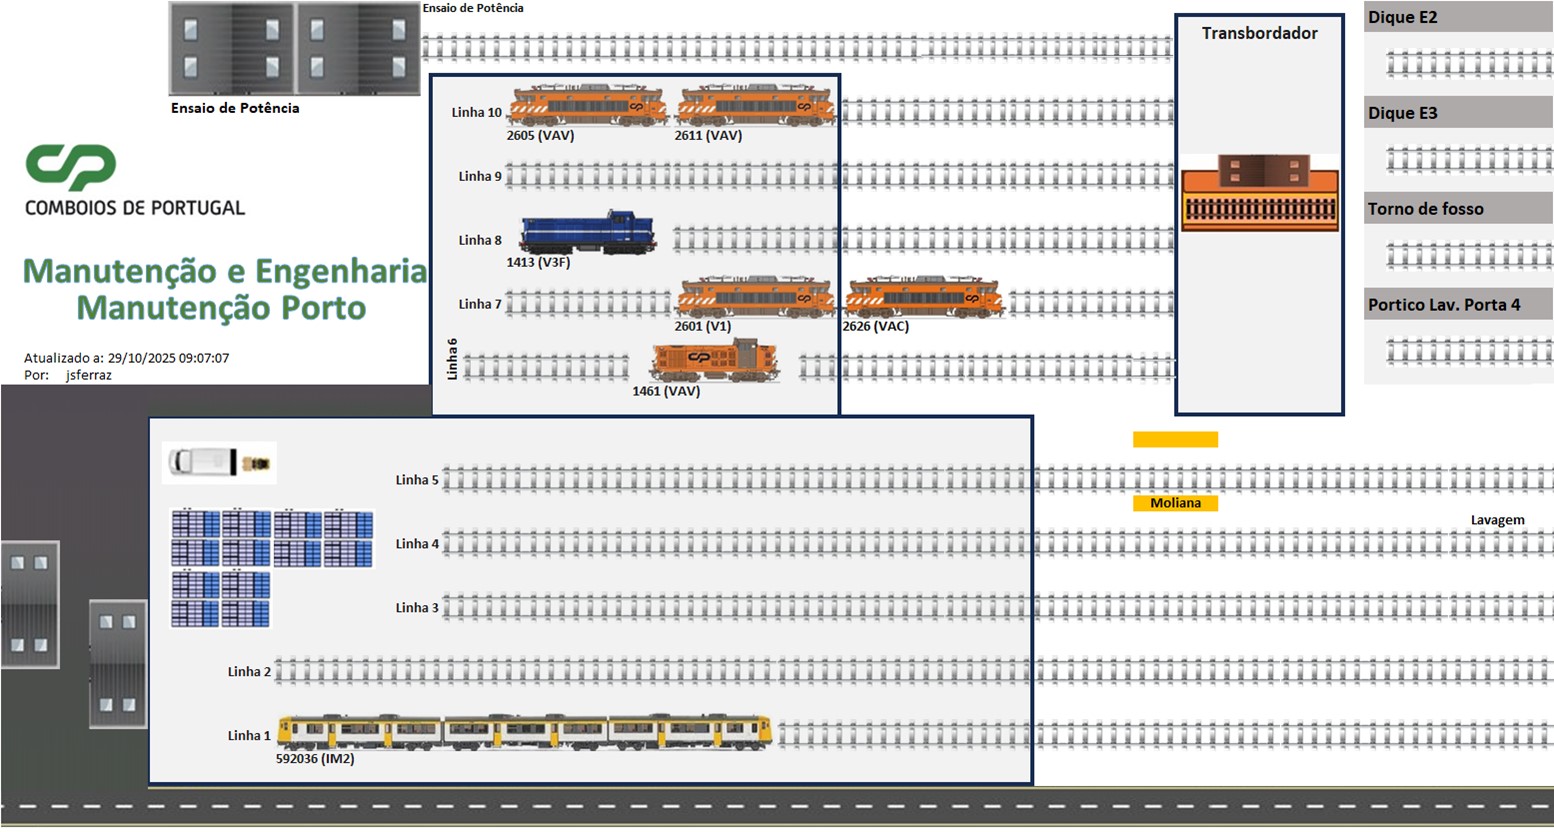 Ensaio de Potência
Ensaio de Potência
CP
COMBOIOS DE PORTUGAL
Manutenção e Engenharia
Manutenção Porto
Atualizado a: 29/10/2025 09:07:07
Por: jsferraz
Linha 10
2605 (VAV)
2611 (VAV)
Linha 9
Linha 8
1413 (V3F)
Linha 7
2601 (V1)
2626 (VAC)
Linha 6
1461 (VAV)
Transbordador
Dique E2
Dique E3
Torno de fosso
Portico Lav. Porta 4
Linha 5
Moliana
Lavagem
Linha 4
Linha 3
Linha 2
Linha 1
592036 (IM2)